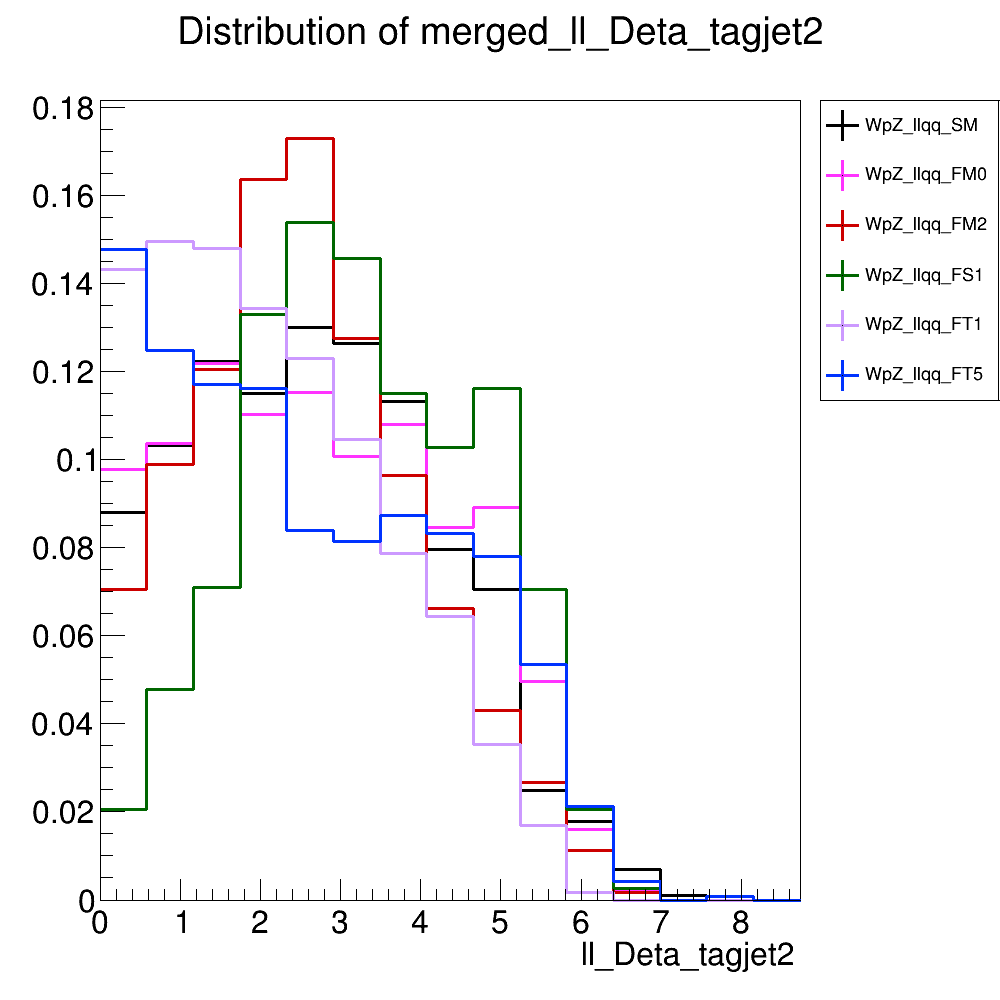 Distribution of merged_ll_Deta_tagjet2
0.18
0.16
0.14
0.12
0.1
0.08
0.06
0.04
0.02
0
0 1 2 3 4 5 6 7 8
ll_Deta_tagjet2
WpZ_llqq_SM
WpZ_llqq_FM0
WpZ_llqq_FM2
WpZ_llqq_FS1
WpZ_llqq_FT1
WpZ_llqq_FT5